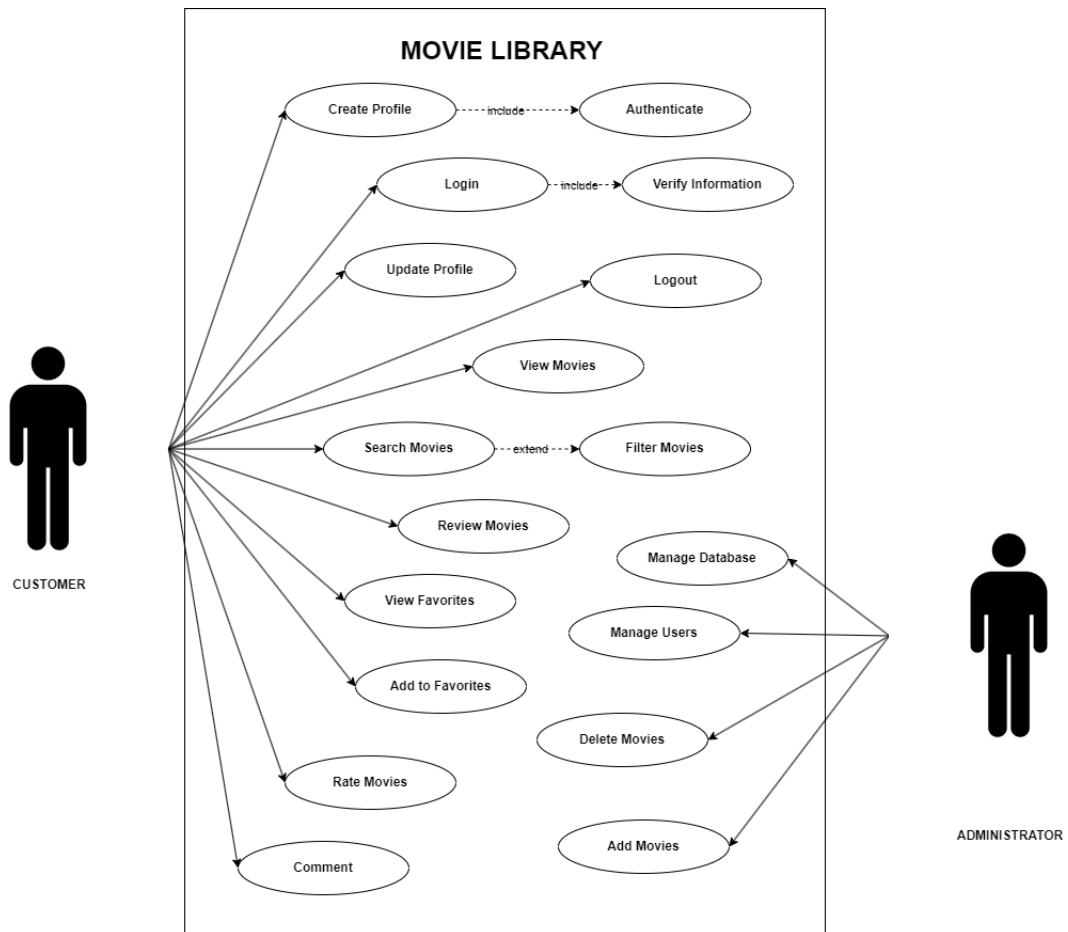 MOVIE LIBRARY
Create Profile
include
Authenticate
Login
include
Verify Information
Update Profile
Logout
View Movies
Search Movies
extend
Filter Movies
Review Movies
Manage Database
CUSTOMER
View Favorites
Manage Users
Add to Favorites
Delete Movies
Rate Movies
ADMINISTRATOR
Add Movies
Comment